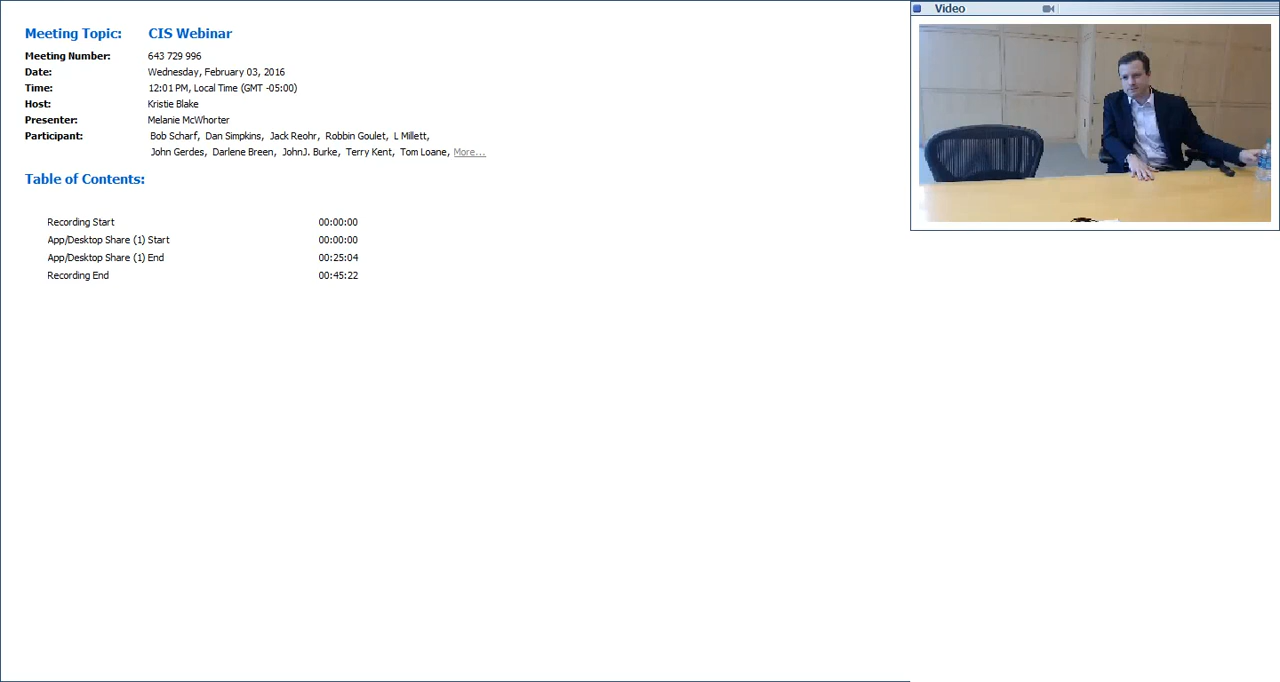 Meeting Topic: CIS Webinar
Meeting Number: 643 729 996
Date: Wednesday, February 03, 2016
Time: 12:01 PM, Local Time (GMT -05:00)
Host: Kristie Blake
Presenter: Melanie McWhorter
Participant: Bob Scharf, Dan Simpkins, Jack Reohr, Robbin Goulet, L Millett,
John Gerdes, Darlene Breen, JohnJ. Burke, Terry Kent, Tom Loane, More...
Table of Contents:
Recording Start 00:00:00
App/Desktop Share (1) Start 00:00:00
App/Desktop Share (1) End 00:25:04
Recording End 00:45:22
Video